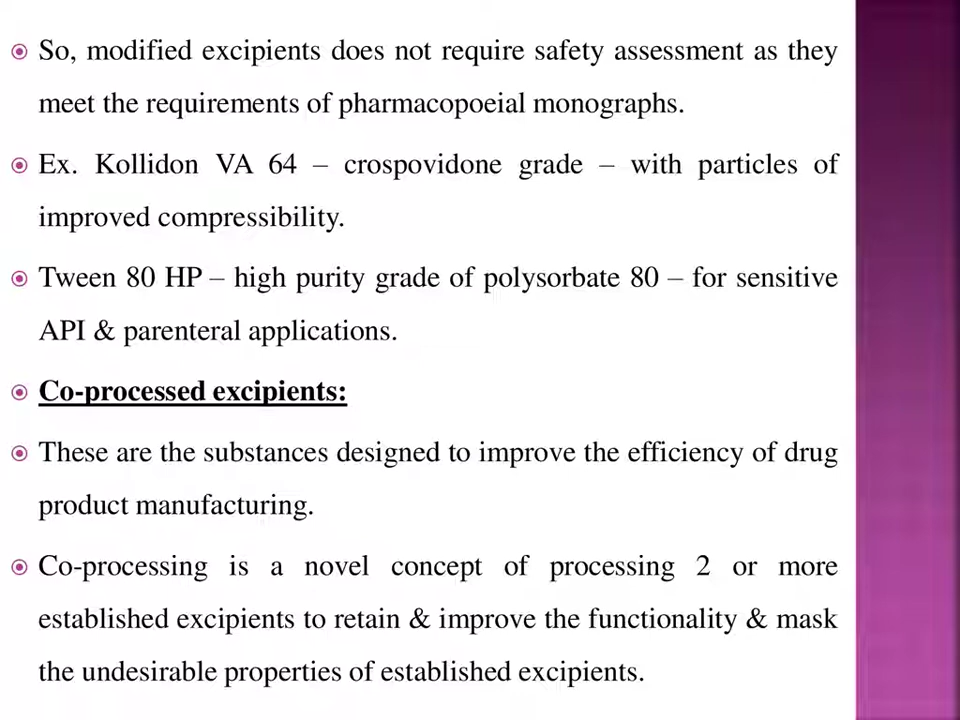 So, modified excipients does not require safety assessment as they
meet the requirements of pharmacopoeial monographs.
Ex. Kollidon VA 64 – crospovidone grade – with particles of
improved compressibility.
Tween 80 HP – high purity grade of polysorbate 80 – for sensitive
API & parenteral applications.
Co-processed excipients:
These are the substances designed to improve the efficiency of drug
product manufacturing.
Co-processing is a novel concept of processing 2 or more
established excipients to retain & improve the functionality & mask
the undesirable properties of established excipients.